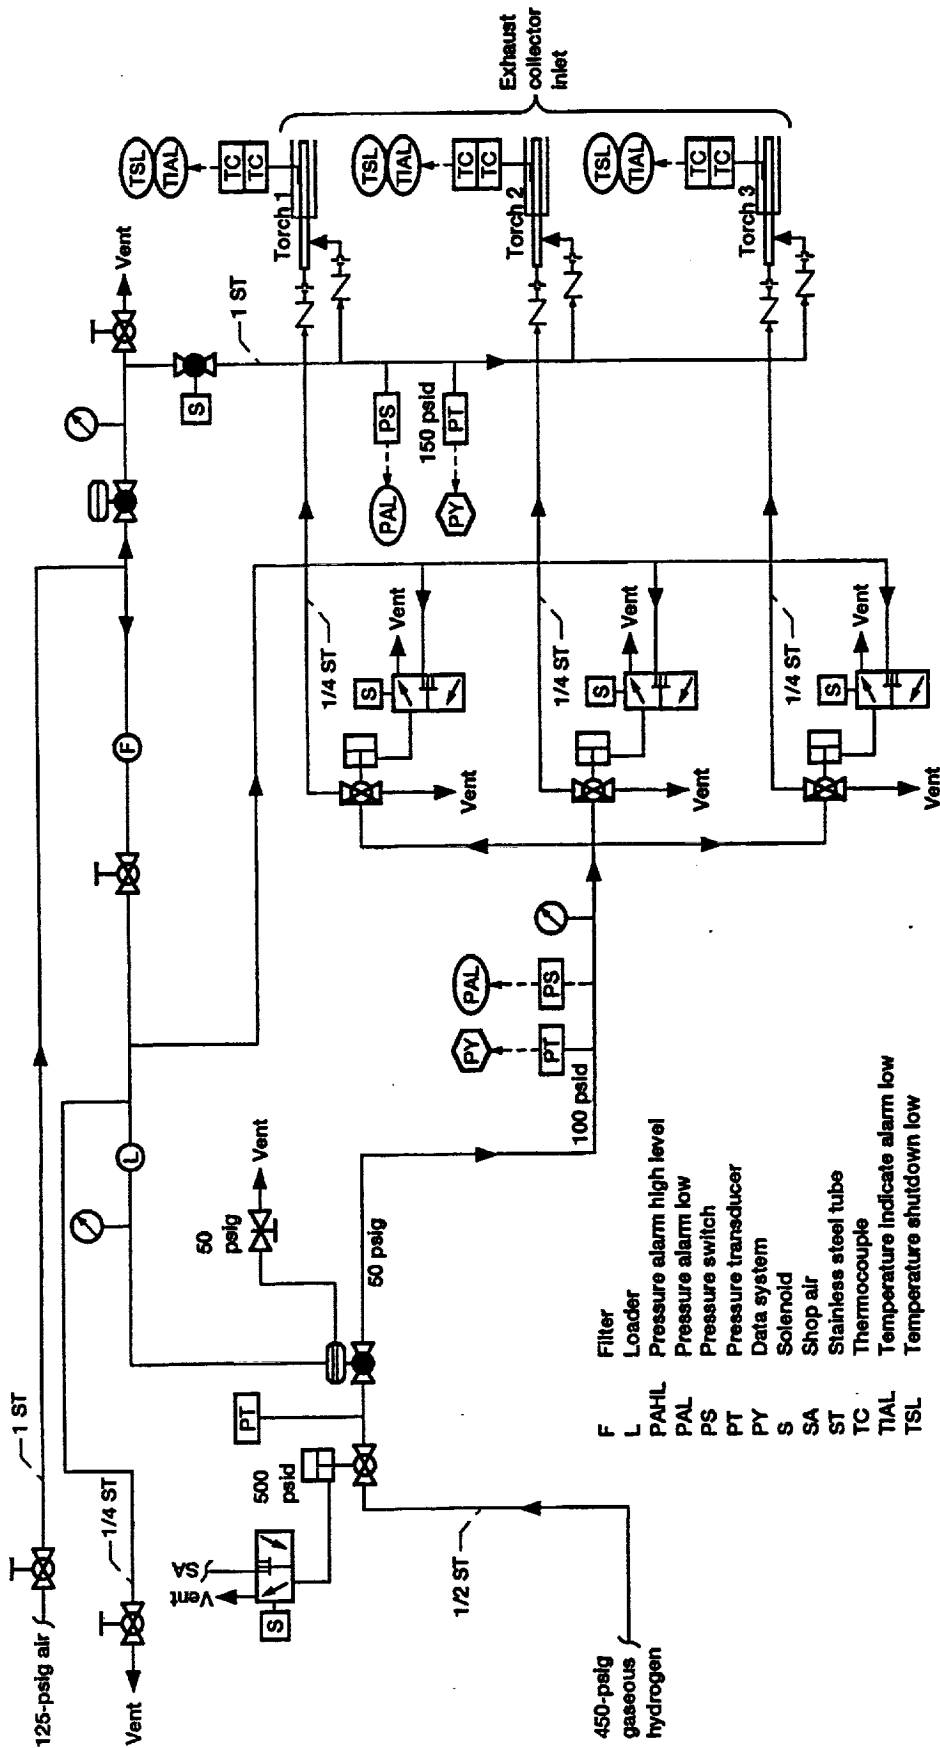 125-psig air
1 ST
1/4 ST
Vent
F
Vent
S
1 ST
TSL
TIAL
TC
TC
Torch 1
L
50
psig
Vent
50 psig
PT
500
psid
Vent
SA
S
1/2 ST
450-psig
gaseous
hydrogen
1/4 ST
S
Vent
Vent
PS
PAL
150 psid
PT
PY
TSL
TIAL
TC
TC
Torch 2
Exhaust
collector
inlet
PY
PAL
PT
PS
100 psid
1/4 ST
S
Vent
Vent
TSL
TIAL
TC
TC
Torch 3
1/4 ST
S
Vent
Vent
F Filter
L Loader
PAHL Pressure alarm high level
PAL Pressure alarm low
PS Pressure switch
PT Pressure transducer
PY Data system
S Solenoid
SA Shop air
ST Stainless steel tube
TC Thermocouple
TIAL Temperature indicate alarm low
TSL Temperature shutdown low